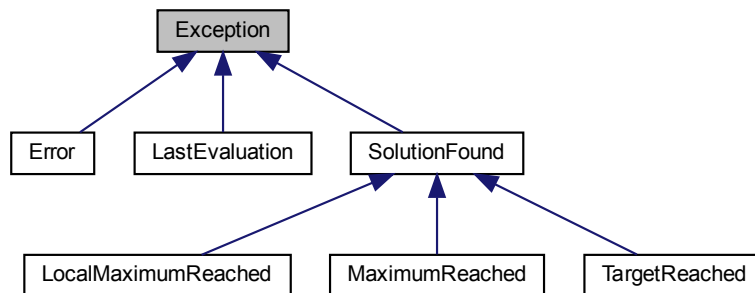 Exception
Error
LastEvaluation
SolutionFound
LocalMaximumReached
MaximumReached
TargetReached